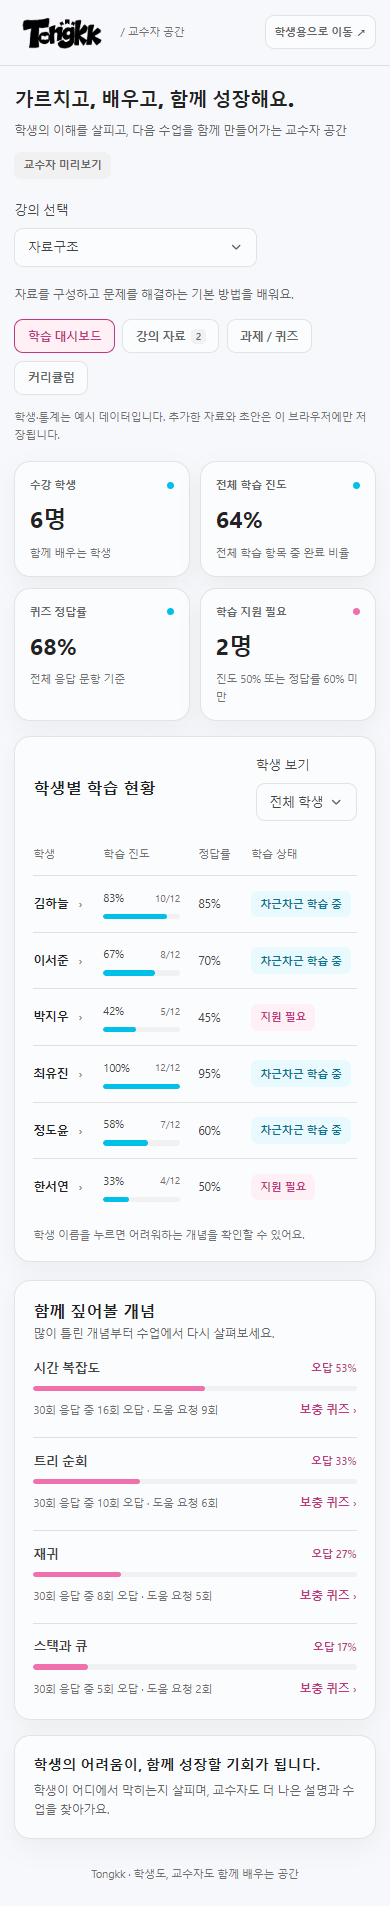 Tongkk
/ 교수자 공간
학생용으로 이동 ↗
가르치고, 배우고, 함께 성장해요.
학생의 이해를 살피고, 다음 수업을 함께 만들어가는 교수자 공간
교수자 미리보기
강의 선택
자료구조
자료를 구성하고 문제를 해결하는 기본 방법을 배워요.
학습 대시보드
강의 자료 2
과제 / 퀴즈
커리큘럼
학생·통계는 예시 데이터입니다. 추가한 자료와 초안은 이 브라우저에만 저
장됩니다.
수강 학생
6명
함께 배우는 학생
전체 학습 진도
64%
전체 학습 항목 중 완료 비율
퀴즈 정답률
68%
전체 응답 문항 기준
학습 지원 필요
2명
진도 50% 또는 정답률 60% 미
만
학생별 학습 현황
학생 보기
전체 학생
학생 학습 진도 정답률 학습 상태
김하늘 › 83% 10/12 85% 차근차근 학습 중
이서준 › 67% 8/12 70% 차근차근 학습 중
박지우 › 42% 5/12 45% 지원 필요
최유진 › 100% 12/12 95% 차근차근 학습 중
정도윤 › 58% 7/12 60% 차근차근 학습 중
한서연 › 33% 4/12 50% 지원 필요
학생 이름을 누르면 어려워하는 개념을 확인할 수 있어요.
함께 짚어볼 개념
많이 틀린 개념부터 수업에서 다시 살펴보세요.
시간 복잡도 오답 53%
30회 응답 중 16회 오답 · 도움 요청 9회 보충 퀴즈 ›
트리 순회 오답 33%
30회 응답 중 10회 오답 · 도움 요청 6회 보충 퀴즈 ›
재귀 오답 27%
30회 응답 중 8회 오답 · 도움 요청 5회 보충 퀴즈 ›
스택과 큐 오답 17%
30회 응답 중 5회 오답 · 도움 요청 2회 보충 퀴즈 ›
학생의 어려움이, 함께 성장할 기회가 됩니다.
학생이 어디에서 막히는지 살피며, 교수자도 더 나은 설명과 수
업을 찾아가요.
Tongkk · 학생도, 교수자도 함께 배우는 공간